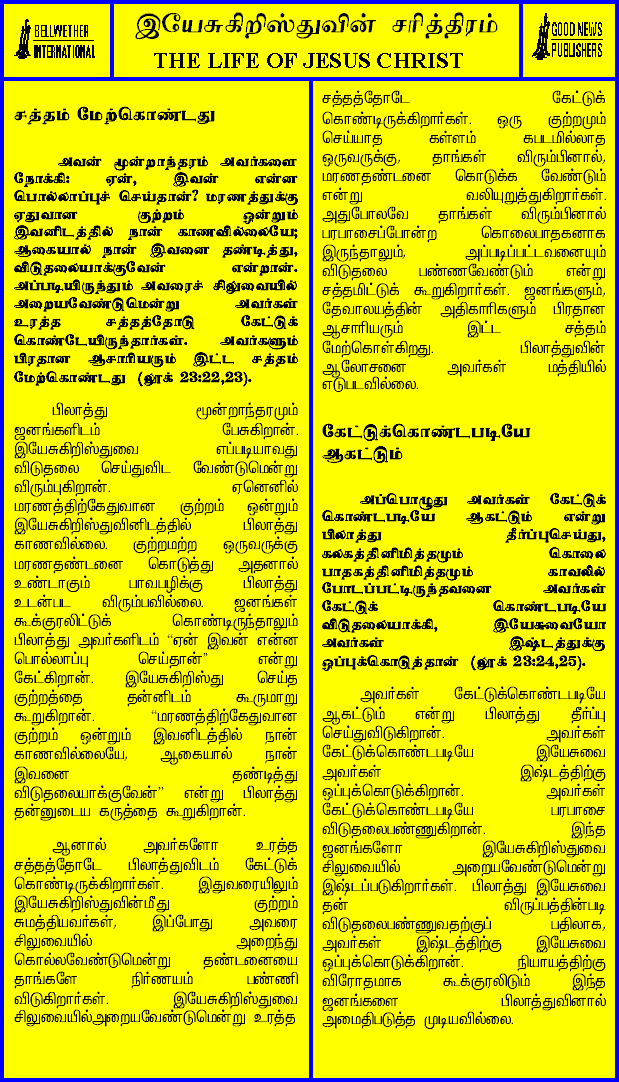 BELLWETHER
INTERNATIONAL
இயேசுகிறிஸ்துவின் சரித்திரம்
THE LIFE OF JESUS CHRIST
GOOD NEWS
PUBLISHERS
சத்தம் மேற்கொண்டது
அவன் மூன்றாந்தரம் அவர்களை
நோக்கி: ஏன், இவன் என்ன
பொல்லாப்புச் செய்தான்? மரணத்துக்கு
ஏதுவான குற்றம் ஒன்றும்
இவனிடத்தில் நான் காணவில்லையே;
ஆகையால் நான் இவனை தண்டித்து,
விடுதலையாக்குவேன் என்றான்.
அப்படியிருந்தும் அவரைச் சிலுவையில்
அறையவேண்டுமென்று அவர்கள்
உரத்த சத்தத்தோடு கேட்டுக்
கொண்டேயிருந்தார்கள். அவர்களும்
பிரதான ஆசாரியரும் இட்ட சத்தம்
மேற்கொண்டது (லூக் 23:22,23).
பிலாத்து மூன்றாந்தரமும்
ஜனங்களிடம் பேசுகிறான்.
இயேசுகிறிஸ்துவை எப்படியாவது
விடுதலை செய்துவிட வேண்டுமென்று
விரும்புகிறான். ஏனெனில்
மரணத்திற்கேதுவான குற்றம் ஒன்றும்
இயேசுகிறிஸ்துவினிடத்தில் பிலாத்து
காணவில்லை. குற்றமற்ற ஒருவருக்கு
மரணதண்டனை கொடுத்து அதனால்
உண்டாகும் பாவபழிக்கு பிலாத்து
உடன்பட விரும்பவில்லை. ஜனங்கள்
கூக்குரலிட்டுக் கொண்டிருந்தாலும்
பிலாத்து அவர்களிடம் “ஏன் இவன் என்ன
பொல்லாப்பு செய்தான்” என்று
கேட்கிறான். இயேசுகிறிஸ்து செய்த
குற்றத்தை தன்னிடம் கூருமாறு
கூறுகிறான். “மரணத்திற்கேதுவான
குற்றம் ஒன்றும் இவனிடத்தில் நான்
காணவில்லையே, ஆகையால் நான்
இவனை தண்டித்து
விடுதலையாக்குவேன்” என்று பிலாத்து
தன்னுடைய கருத்தை கூறுகிறான்.
ஆனால் அவர்களோ உரத்த
சத்தத்தோடே பிலாத்துவிடம் கேட்டுக்
கொண்டிருக்கிறார்கள். இதுவரையிலும்
இயேசுகிறிஸ்துவின்மீது குற்றம்
சுமத்தியவர்கள், இப்போது அவரை
சிலுவையில் அறைந்து
கொல்லவேண்டுமென்று தண்டனையை
தாங்களே நிர்ணயம் பண்ணி
விடுகிறார்கள். இயேசுகிறிஸ்துவை
சிலுவையில்அறையவேண்டுமென்று உரத்த
சத்தத்தோடே கேட்டுக்
கொண்டிருக்கிறார்கள். ஒரு குற்றமும்
செய்யாத கள்ளம் கபடமில்லாத
ஒருவருக்கு, தாங்கள் விரும்பினால்,
மரணதண்டனை கொடுக்க வேண்டும்
என்று வலியுறுத்துகிறார்கள்.
அதுபோலவே தாங்கள் விரும்பினால்
பரபாசைப்போன்ற கொலைபாதகனாக
இருந்தாலும், அப்படிப்பட்டவனையும்
விடுதலை பண்ணவேண்டும் என்று
சத்தமிட்டுக் கூறுகிறார்கள். ஜனங்களும்,
தேவாலயத்தின் அதிகாரிகளும் பிரதான
ஆசாரியரும் இட்ட சத்தம்
மேற்கொள்கிறது. பிலாத்துவின்
ஆலோசனை அவர்கள் மத்தியில்
எடுபடவில்லை.
கேட்டுக்கொண்டபடியே
ஆகட்டும்
அப்பொழுது அவர்கள் கேட்டுக்
கொண்டபடியே ஆகட்டும் என்று
பிலாத்து தீர்ப்புசெய்து,
கலகத்தினிமித்தமும் கொலை
பாதகத்தினிமித்தமும் காவலில்
போடப்பட்டிருந்தவனை அவர்கள்
கேட்டுக் கொண்டபடியே
விடுதலையாக்கி, இயேசுவையோ
அவர்கள் இஷ்டத்துக்கு
ஒப்புக்கொடுத்தான் (லூக் 23:24,25).
அவர்கள் கேட்டுக்கொண்டபடியே
ஆகட்டும் என்று பிலாத்து தீர்ப்பு
செய்துவிடுகிறான். அவர்கள்
கேட்டுக்கொண்டபடியே இயேசுவை
அவர்கள் இஷ்டத்திற்கு
ஒப்புக்கொடுக்கிறான். அவர்கள்
கேட்டுக்கொண்டபடியே பரபாசை
விடுதலைபண்ணுகிறான். இந்த
ஜனங்களோ இயேசுகிறிஸ்துவை
சிலுவையில் அறையவேண்டுமென்று
இஷ்டப்படுகிறார்கள். பிலாத்து இயேசுவை
தன் விருப்பத்தின்படி
விடுதலைபண்ணுவதற்குப் பதிலாக,
அவர்கள் இஷ்டத்திற்கு இயேசுவை
ஒப்புக்கொடுக்கிறான். நியாயத்திற்கு
விரோதமாக கூக்குரலிடும் இந்த
ஜனங்களை பிலாத்துவினால்
அமைதிபடுத்த முடியவில்லை.